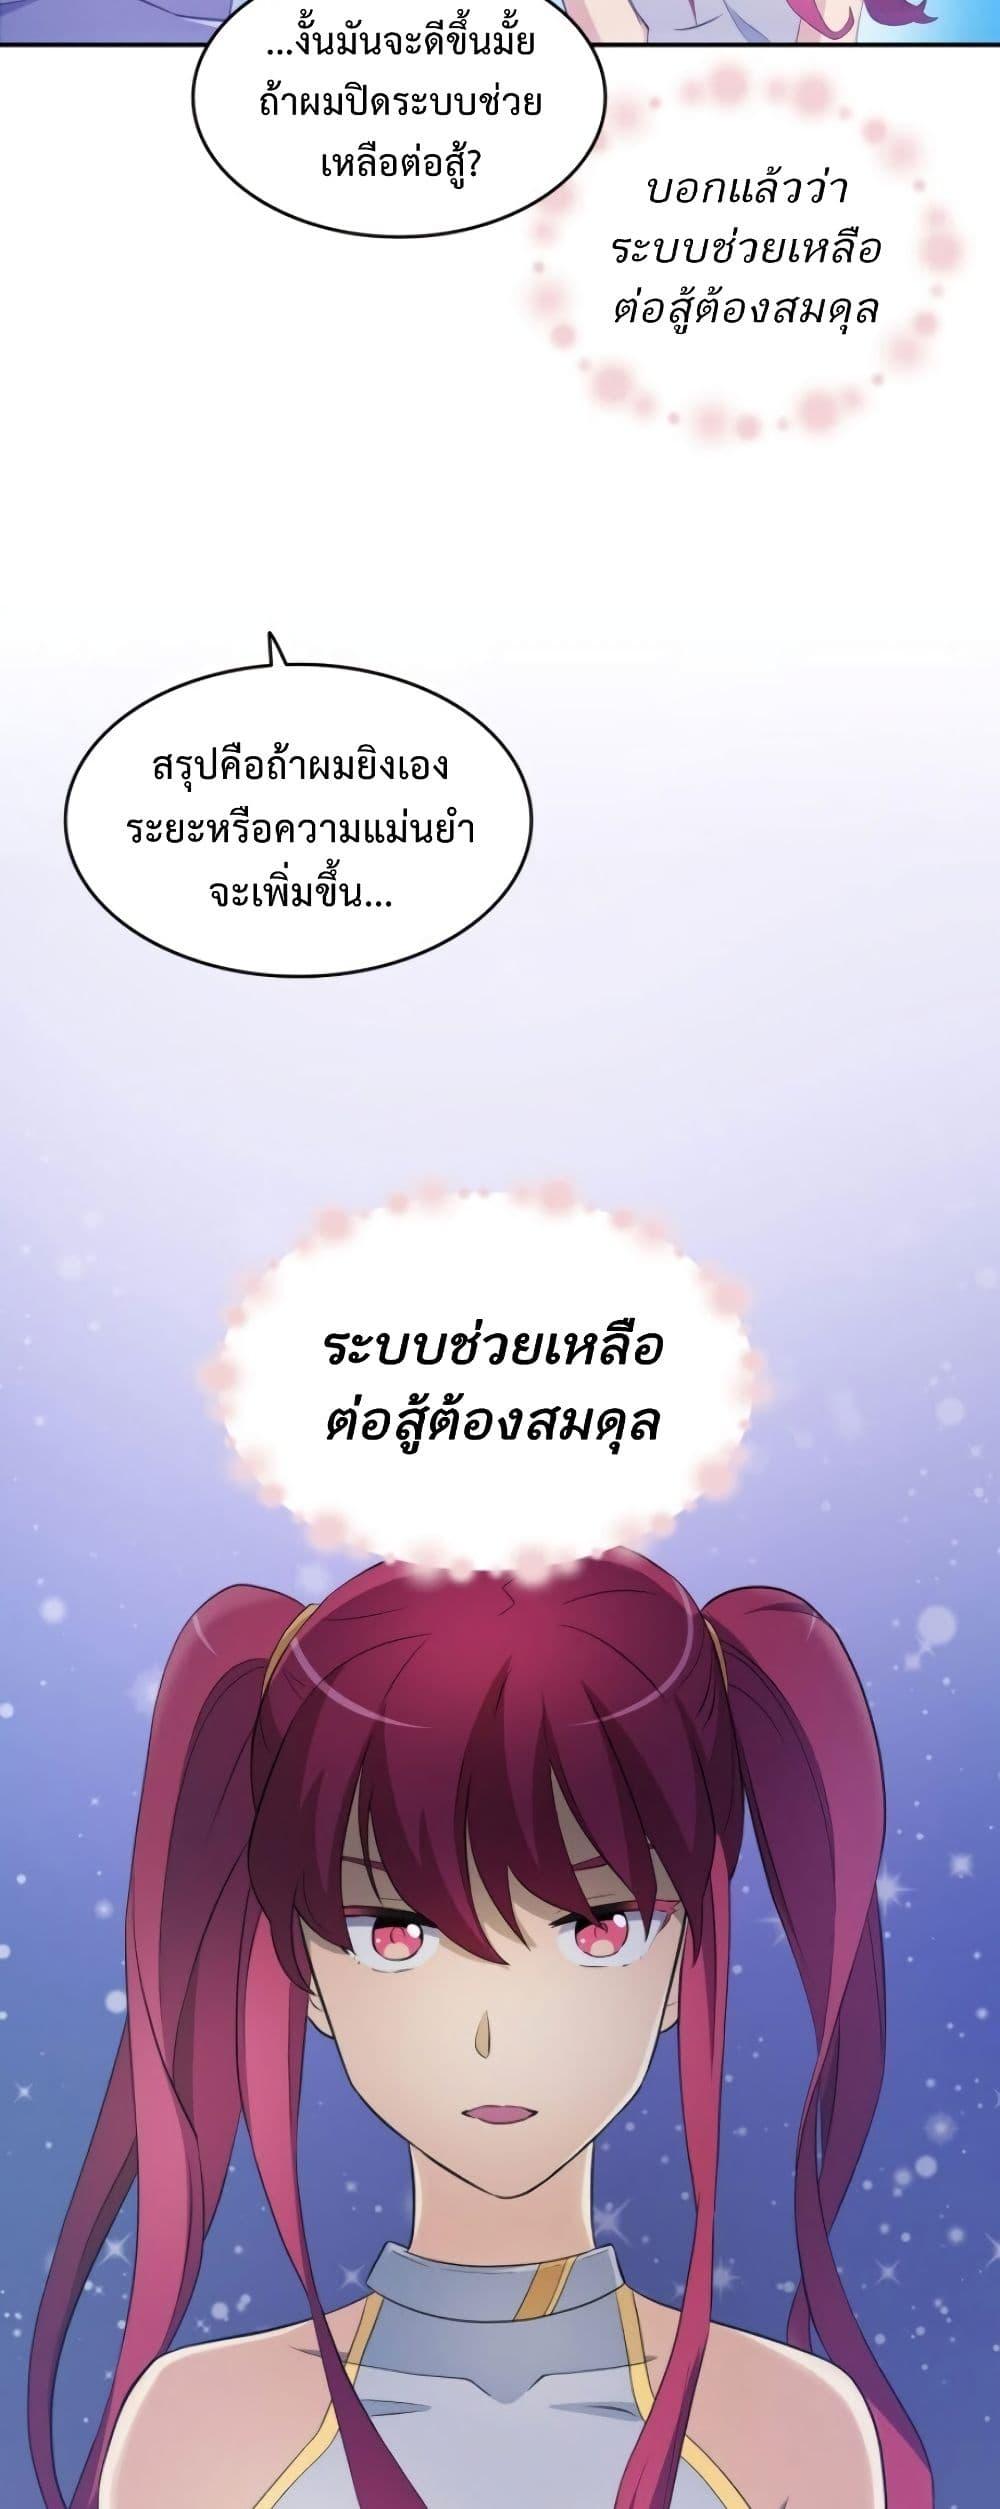 ...งั้นมันจะดีขึ้นมั้ย
ถ้าผมปิดระบบช่วย
เหลือต่อสู้?
บอกแล้วว่า
ระบบช่วยเหลือ
ต่อสู้ต้องสมดุล
สรุปคือถ้าผมยิงเอง
ระยะหรือความแม่นยำ
จะเพิ่มขึ้น...
ระบบช่วยเหลือ
ต่อสู้ต้องสมดุล